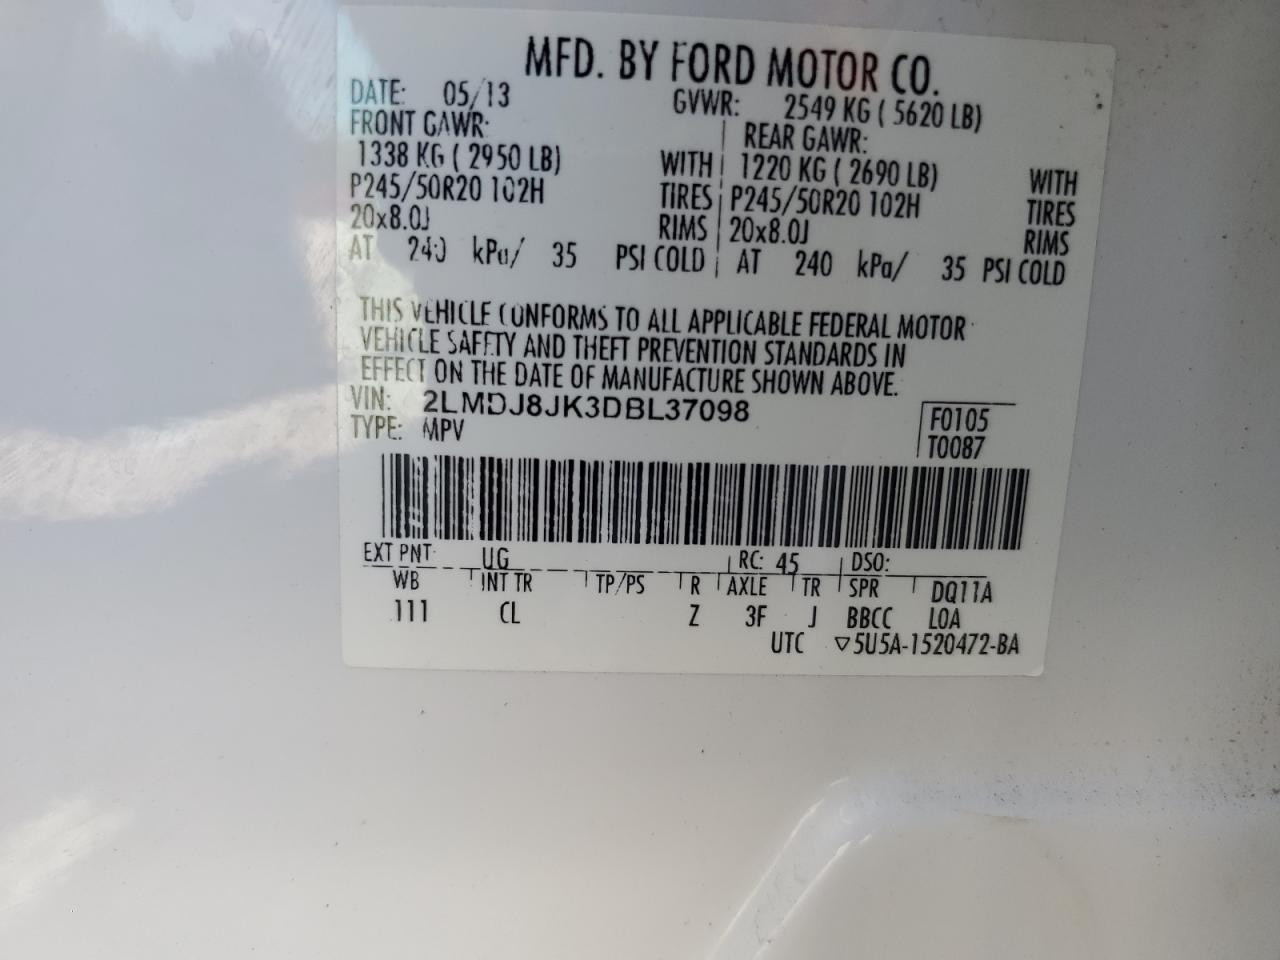 MFD. BY FORD MOTOR CO.
DATE: 05/13 GVWR: 2549 KG ( 5620 LB)
FRONT GAWR: REAR GAWR:
1338 KG ( 2950 LB) WITH 1220 KG ( 2690 LB) WITH
P245/50R20 102H TIRES P245/50R20 102H TIRES
20x8.0J RIMS 20x8.0J RIMS
AT 240 kPa/ 35 PSI COLD AT 240 kPa/ 35 PSI COLD
THIS VEHICLE CONFORMS TO ALL APPLICABLE FEDERAL MOTOR
VEHICLE SAFETY AND THEFT PREVENTION STANDARDS IN
EFFECT ON THE DATE OF MANUFACTURE SHOWN ABOVE.
VIN: 2LMDJ8JK3DBL37098 F0105
TYPE: MPV T0087
EXT PNT: UG RC: 45 DSO:
WB INT TR TP/PS R AXLE TR SPR DQ11A
111 CL Z 3F J BBCC LOA
UTC ▽5U5A-1520472-BA